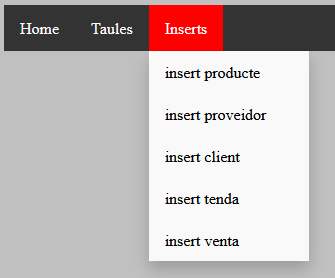 Home Taules Inserts
insert producte
insert proveidor
insert client
insert tenda
insert venta